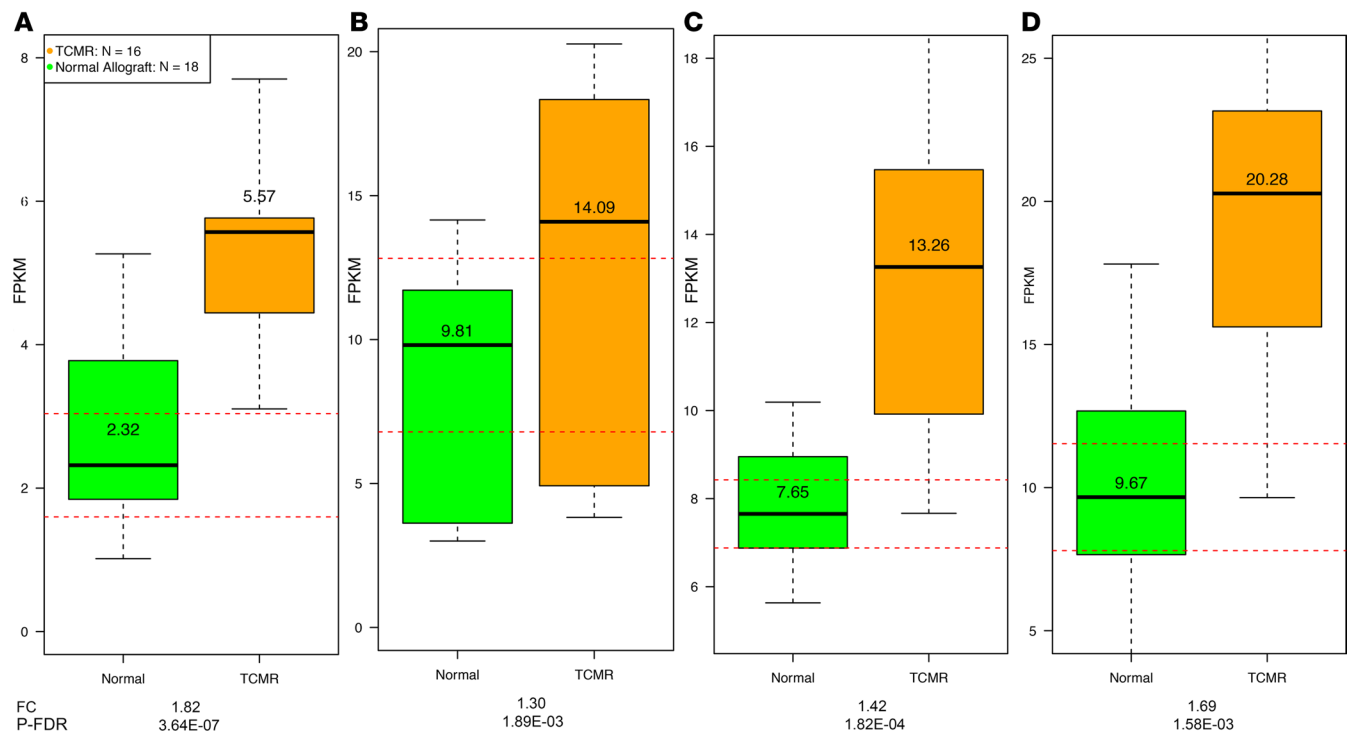 A
B
C
D
TCMR: N = 16
Normal Allograft: N = 18
FPKM
8
6
4
2
0
5.57
2.32
Normal
TCMR
FPKM
20
15
10
5
0
14.09
9.81
Normal
TCMR
FPKM
18
16
14
12
10
8
6
13.26
7.65
Normal
TCMR
FPKM
25
20
15
10
5
20.28
9.67
Normal
TCMR
FC 1.82 1.30 1.42 1.69
P-FDR 3.64E-07 1.89E-03 1.82E-04 1.58E-03